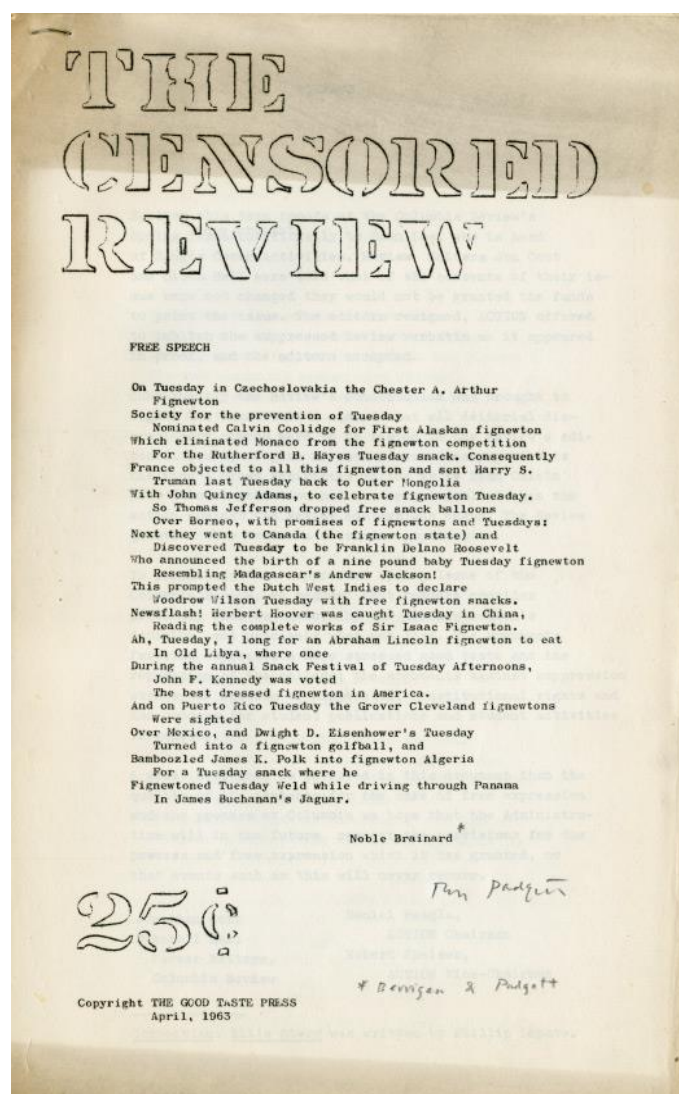 THE
CENSORED
REVIEW
FREE SPEECH
On Tuesday in Czechoslovakia the Chester A. Arthur
Fignewton
Society for the prevention of Tuesday
Nominated Calvin Coolidge for First Alaskan fignewton
Which eliminated Monaco from the fignewton competition
For the Rutherford B. Hayes Tuesday snack. Consequently
France objected to all this fignewton and sent Harry S.
Truman last Tuesday back to Outer Mongolia
With John Quincy Adams, to celebrate fignewton Tuesday.
So Thomas Jefferson dropped free snack balloons
Over Borneo, with promises of fignewtons and Tuesdays:
Next they went to Canada (the fignewton state) and
Discovered Tuesday to be Franklin Delano Roosevelt
Who announced the birth of a nine pound baby Tuesday fignewton
Resembling Madagascar's Andrew Jackson!
This prompted the Dutch West Indies to declare
Woodrow Wilson Tuesday with free fignewton snacks.
Newsflash! Herbert Hoover was caught Tuesday in China,
Reading the complete works of Sir Isaac Fignewton.
Ah, Tuesday, I long for an Abraham Lincoln fignewton to eat
In Old Libya, where once
During the annual Snack Festival of Tuesday Afternoons,
John F. Kennedy was voted
The best dressed fignewton in America.
And on Puerto Rico Tuesday the Grover Cleveland fignewtons
Were sighted
Over Mexico, and Dwight D. Eisenhower's Tuesday
Turned into a fignewton golfball, and
Bamboozled James K. Polk into fignewton Algeria
For a Tuesday snack where he
Fignewtoned Tuesday Weld while driving through Panama
In James Buchanan's Jaguar.
Noble Brainard *
Padgett
25¢
* Berrigan & Padgett
Copyright THE GOOD TASTE PRESS
April, 1963